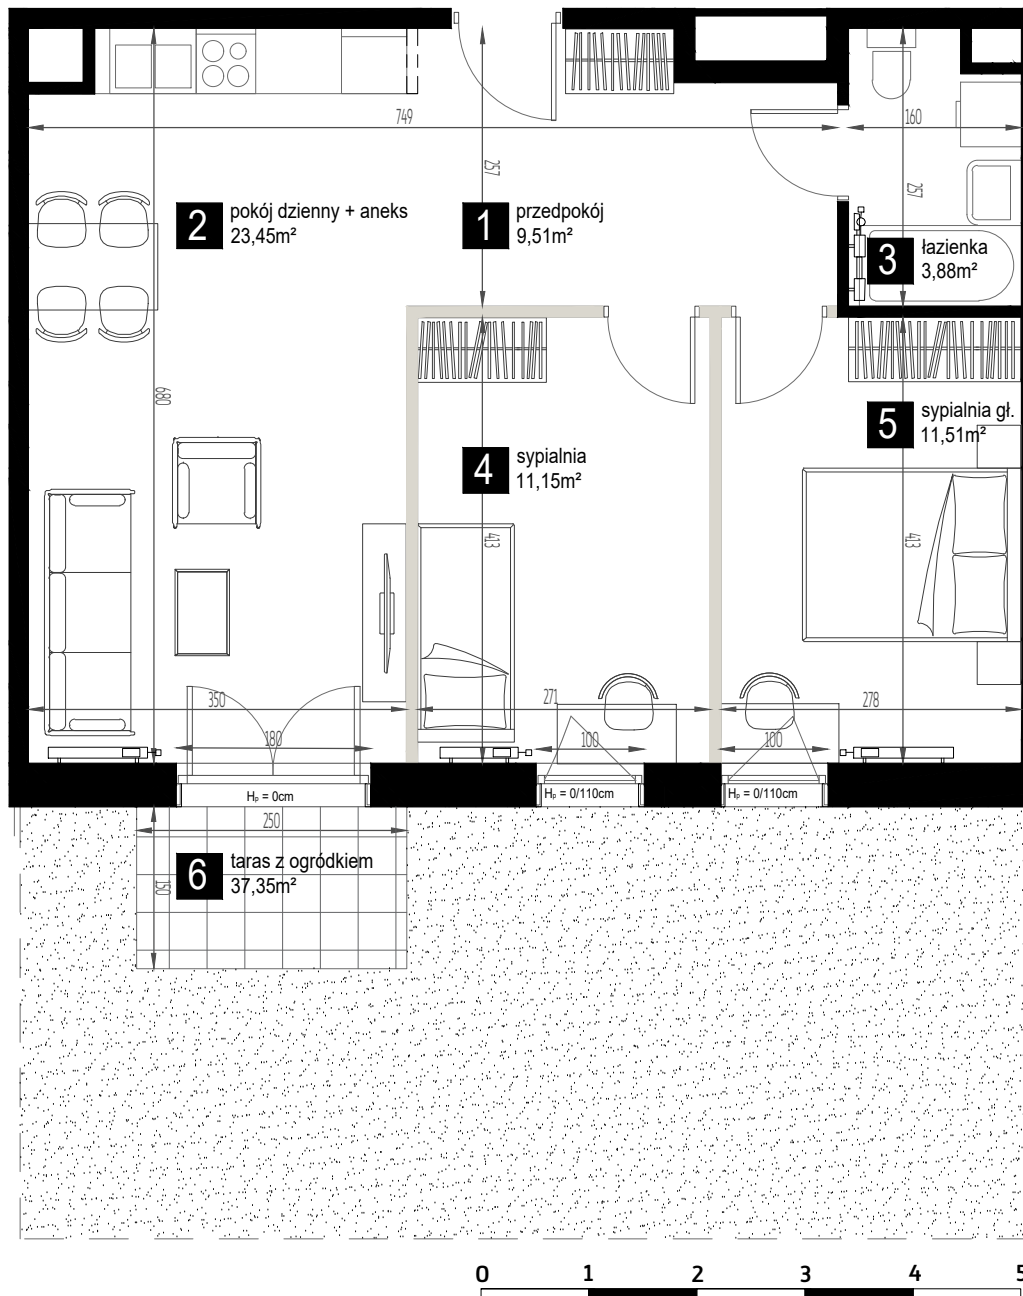 749
160
257
257
2 pokój dzienny + aneks
23,45m²
1 przedpokój
9,51m²
3 łazienka
3,88m²
680
5 sypialnia gł.
11,51m²
4 sypialnia
11,15m²
413
413
350
271
278
180
100
100
Hₚ = 0cm
Hₚ = 0/110cm
Hₚ = 0/110cm
250
6 taras z ogródkiem
37,35m²
150
0 1 2 3 4 5